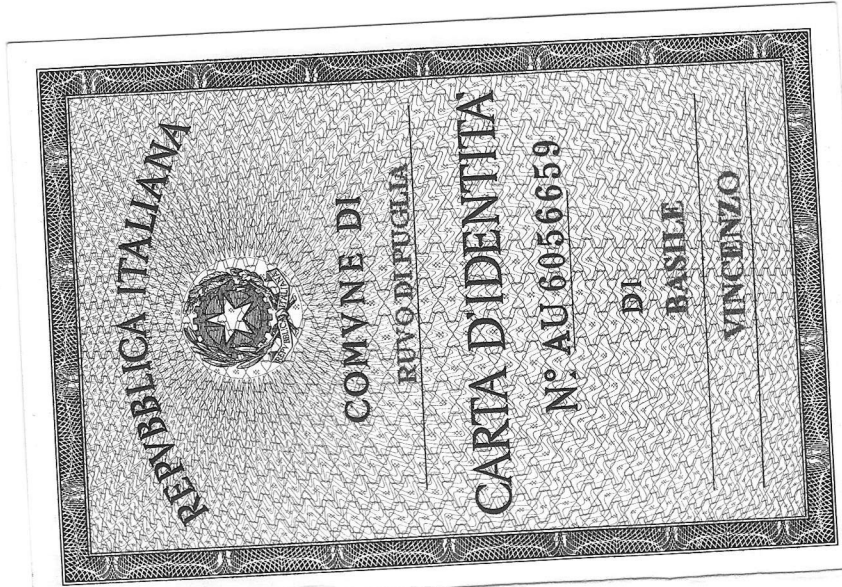 REPVBBLICA ITALIANA
COMVNE DI
RUVO DI PUGLIA
CARTA D'IDENTITÀ
N° AU 6056659
DI
BASILE
VINCENZO